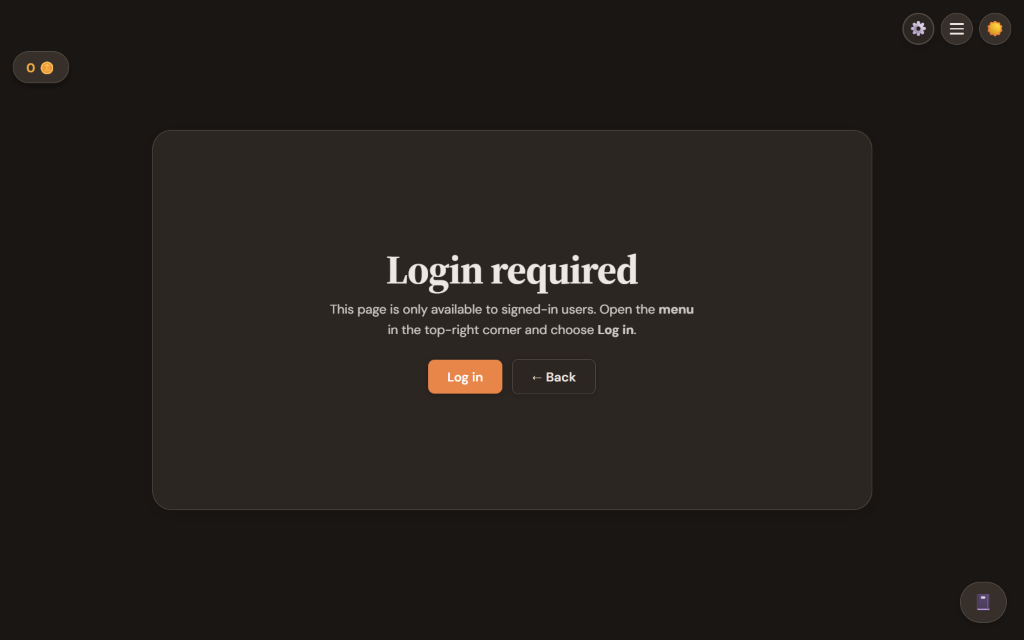 0
Login required
This page is only available to signed-in users. Open the menu
in the top-right corner and choose Log in.
Log in
← Back